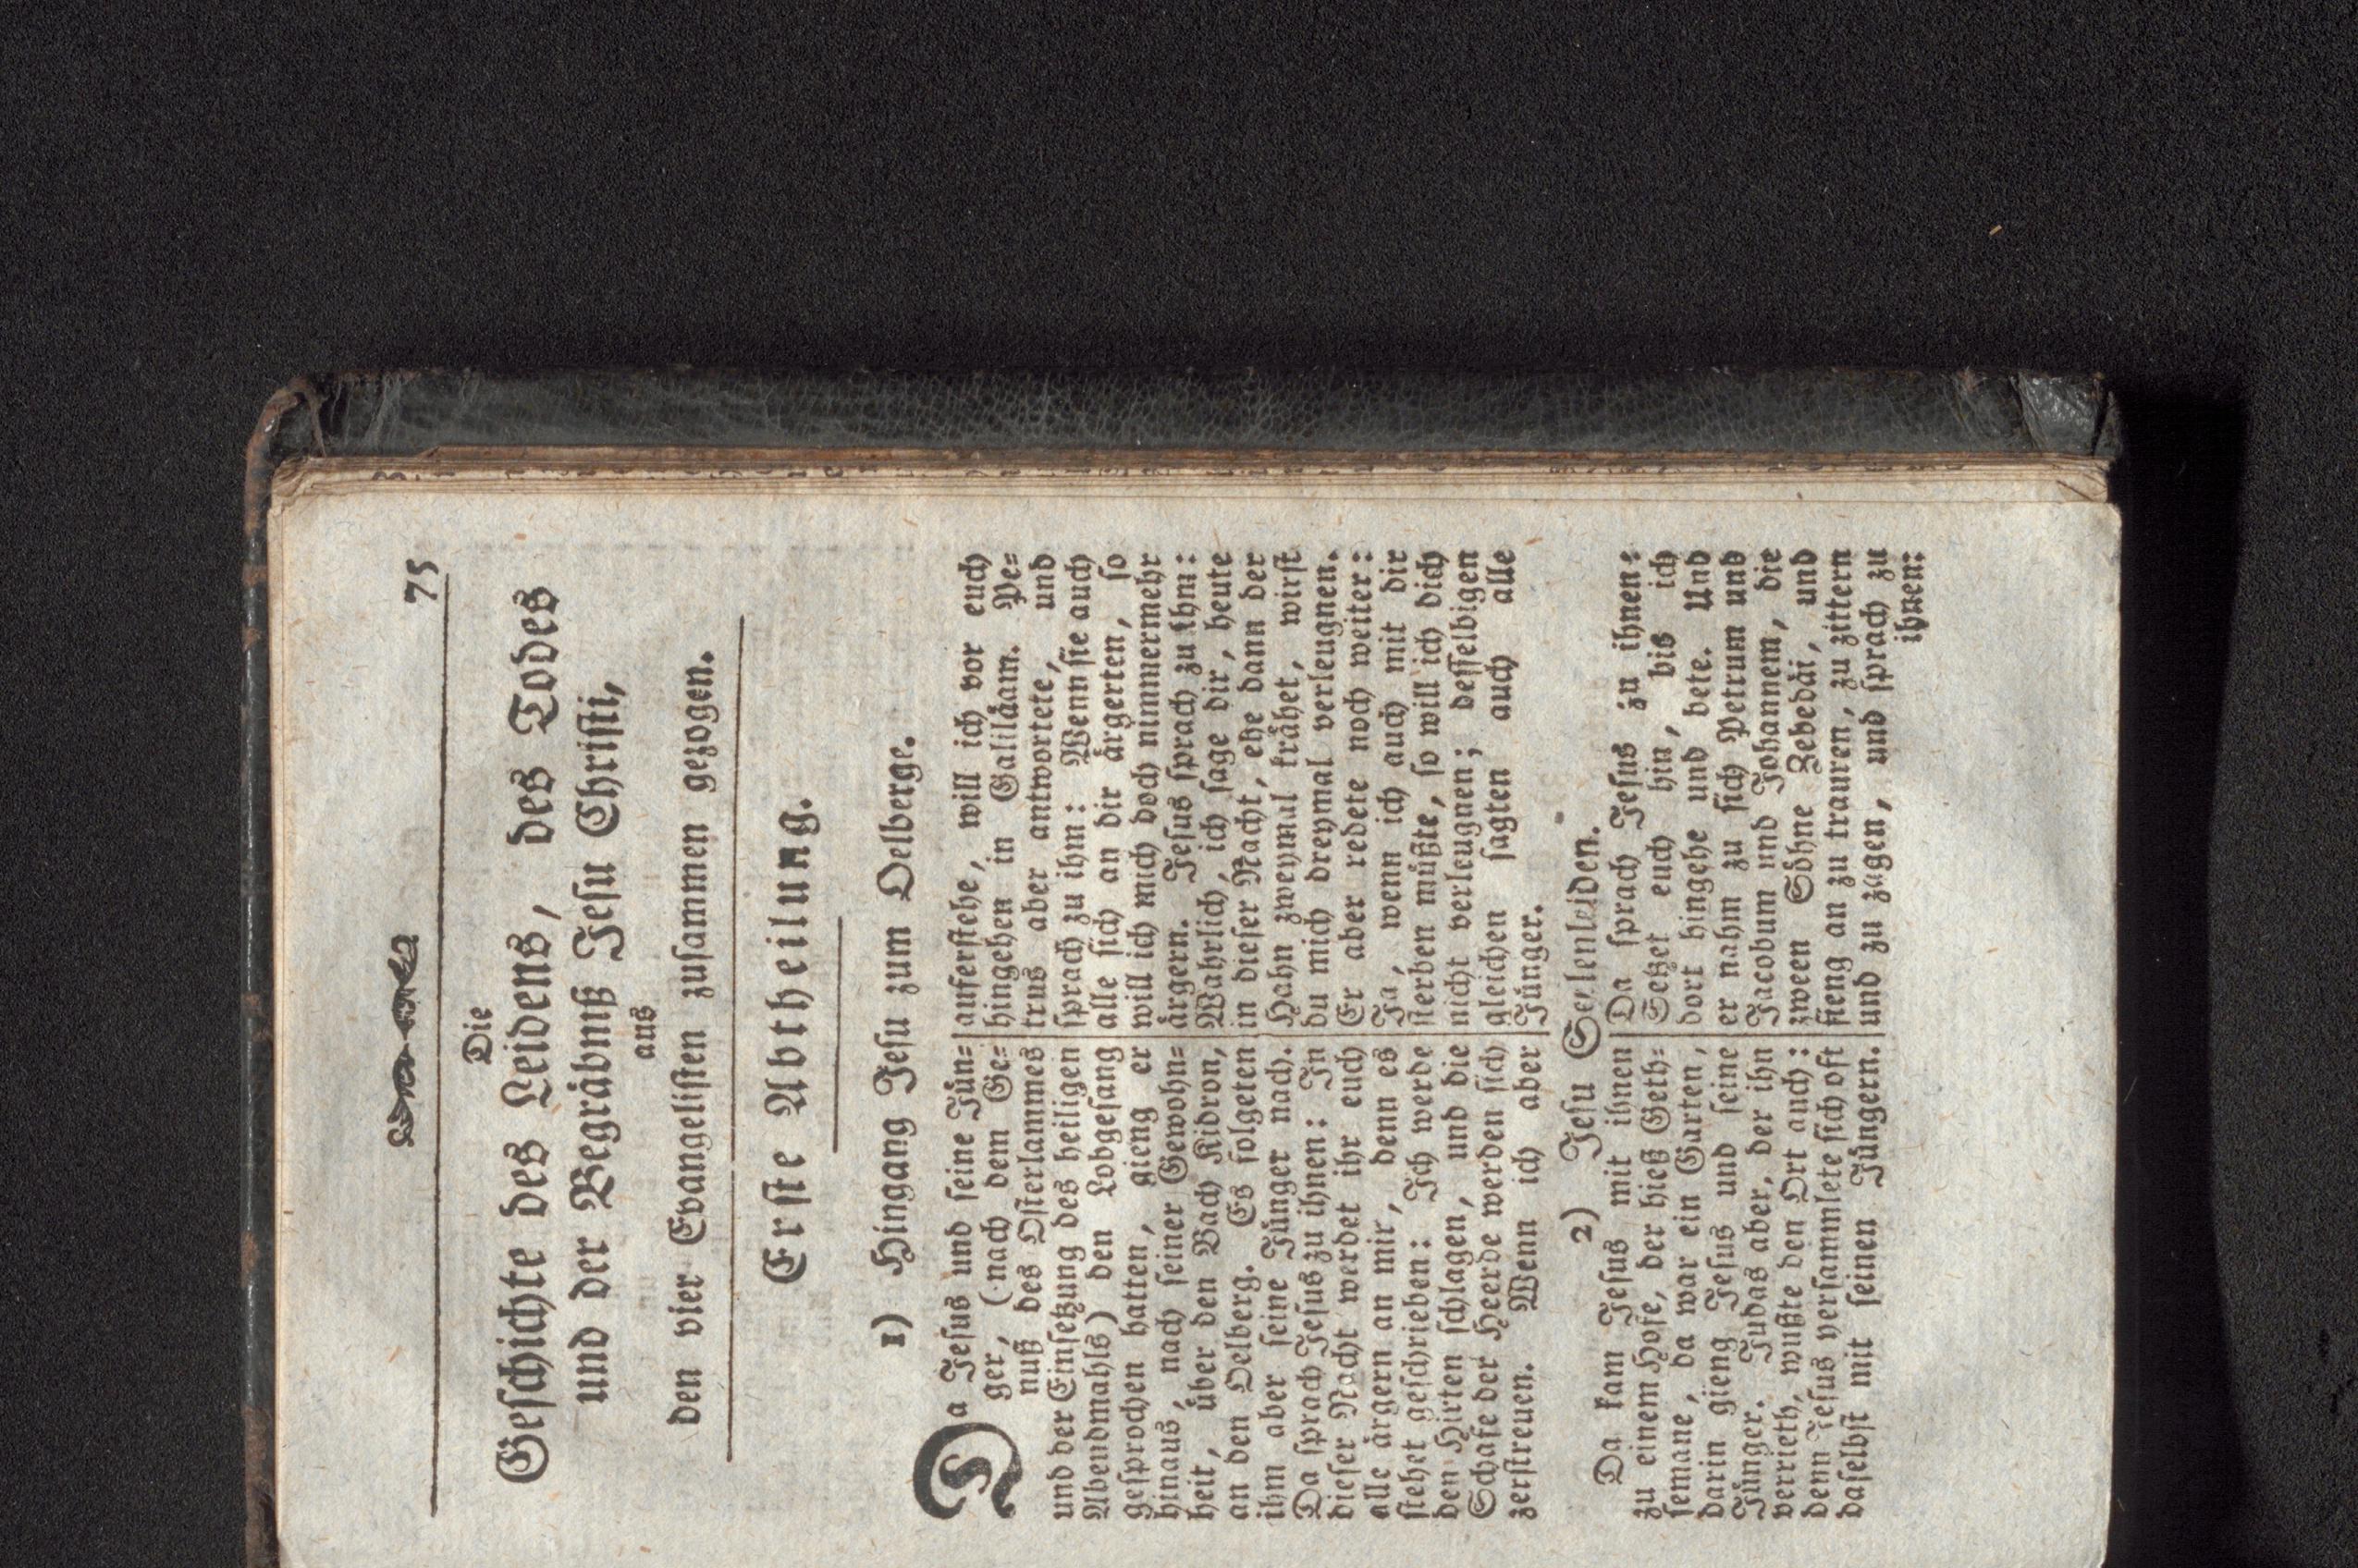 75
Die
Geſchichte des Leidens, des Todes
und der Begräbniß Jeſu Chriſti,
aus
den vier Evangeliſten zuſammen gezogen.
Erſte Abtheilung.
1) Hingang Jeſu zum Oelberge.
Da Jeſus und ſeine Jün-
ger, (nach dem Ge-
nuß des Oſterlammes
und der Einſetzung des heiligen
Abendmahls) den Lobgeſang
geſprochen hatten, gieng er
hinaus, nach ſeiner Gewohn-
heit, über den Bach Kidron,
an den Oelberg. Es folgeten
ihm aber ſeine Jünger nach.
Da ſprach Jeſus zu ihnen: In
dieſer Nacht werdet ihr euch
alle ärgern an mir, denn es
ſtehet geſchrieben: Ich werde
den Hirten ſchlagen, und die
Schafe der Heerde werden ſich
zerſtreuen. Wenn ich aber
auferſtehe, will ich vor euch
hingehen in Galiläam. Pe-
trus aber antwortete, und
ſprach zu ihm: Wenn ſie auch
alle ſich an dir ärgerten, ſo
will ich mich doch nimmermehr
ärgern. Jeſus ſprach zu ihm:
Wahrlich, ich ſage dir, heute
in dieſer Nacht, ehe dann der
Hahn zweymal krähet, wirſt
du mich dreymal verleugnen.
Er aber redete noch weiter:
Ja, wenn ich auch mit dir
ſterben müßte, ſo will ich dich
nicht verleugnen; deſſelbigen
gleichen ſagten auch alle
Jünger.
2) Jeſu Seelenleiden.
Da kam Jeſus mit ihnen
zu einem Hofe, der hieß Geth-
ſemane, da war ein Garten,
darin gieng Jeſus und ſeine
Jünger. Judas aber, der ihn
verrieth, wußte den Ort auch:
denn Jeſus verſammlete ſich oft
daſelbſt mit ſeinen Jüngern.
Da ſprach Jeſus zu ihnen:
Setzet euch hin, bis ich
dort hingehe und bete. Und
er nahm zu ſich Petrum und
Jacobum und Johannem, die
zween Söhne Zebedäi, und
fieng an zu trauren, zu zittern
und zu zagen, und ſprach zu
ihnen: